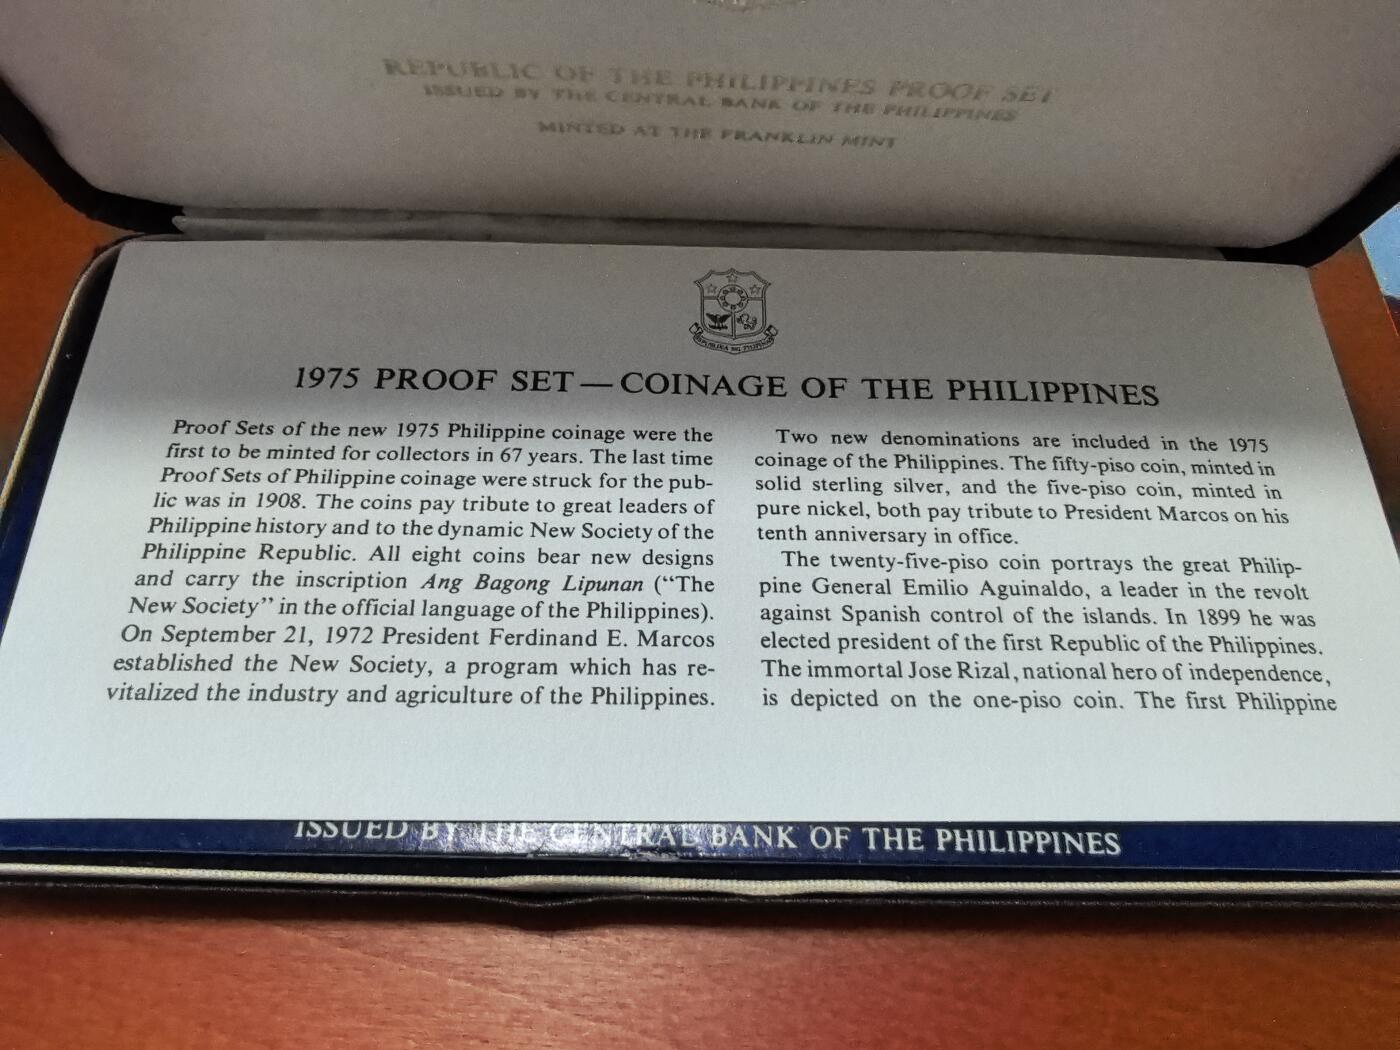 REPUBLIC OF THE PHILIPPINES PROOF SET
ISSUED BY THE CENTRAL BANK OF THE PHILIPPINES
MINTED AT THE FRANKLIN MINT
REPUBLIKA NG PILIPINAS
1975 PROOF SET—COINAGE OF THE PHILIPPINES
Proof Sets of the new 1975 Philippine coinage were the
first to be minted for collectors in 67 years. The last time
Proof Sets of Philippine coinage were struck for the pub-
lic was in 1908. The coins pay tribute to great leaders of
Philippine history and to the dynamic New Society of the
Philippine Republic. All eight coins bear new designs
and carry the inscription Ang Bagong Lipunan (“The
New Society” in the official language of the Philippines).
On September 21, 1972 President Ferdinand E. Marcos
established the New Society, a program which has re-
vitalized the industry and agriculture of the Philippines.
Two new denominations are included in the 1975
coinage of the Philippines. The fifty-piso coin, minted in
solid sterling silver, and the five-piso coin, minted in
pure nickel, both pay tribute to President Marcos on his
tenth anniversary in office.
The twenty-five-piso coin portrays the great Philip-
pine General Emilio Aguinaldo, a leader in the revolt
against Spanish control of the islands. In 1899 he was
elected president of the first Republic of the Philippines.
The immortal Jose Rizal, national hero of independence,
is depicted on the one-piso coin. The first Philippine
ISSUED BY THE CENTRAL BANK OF THE PHILIPPINES